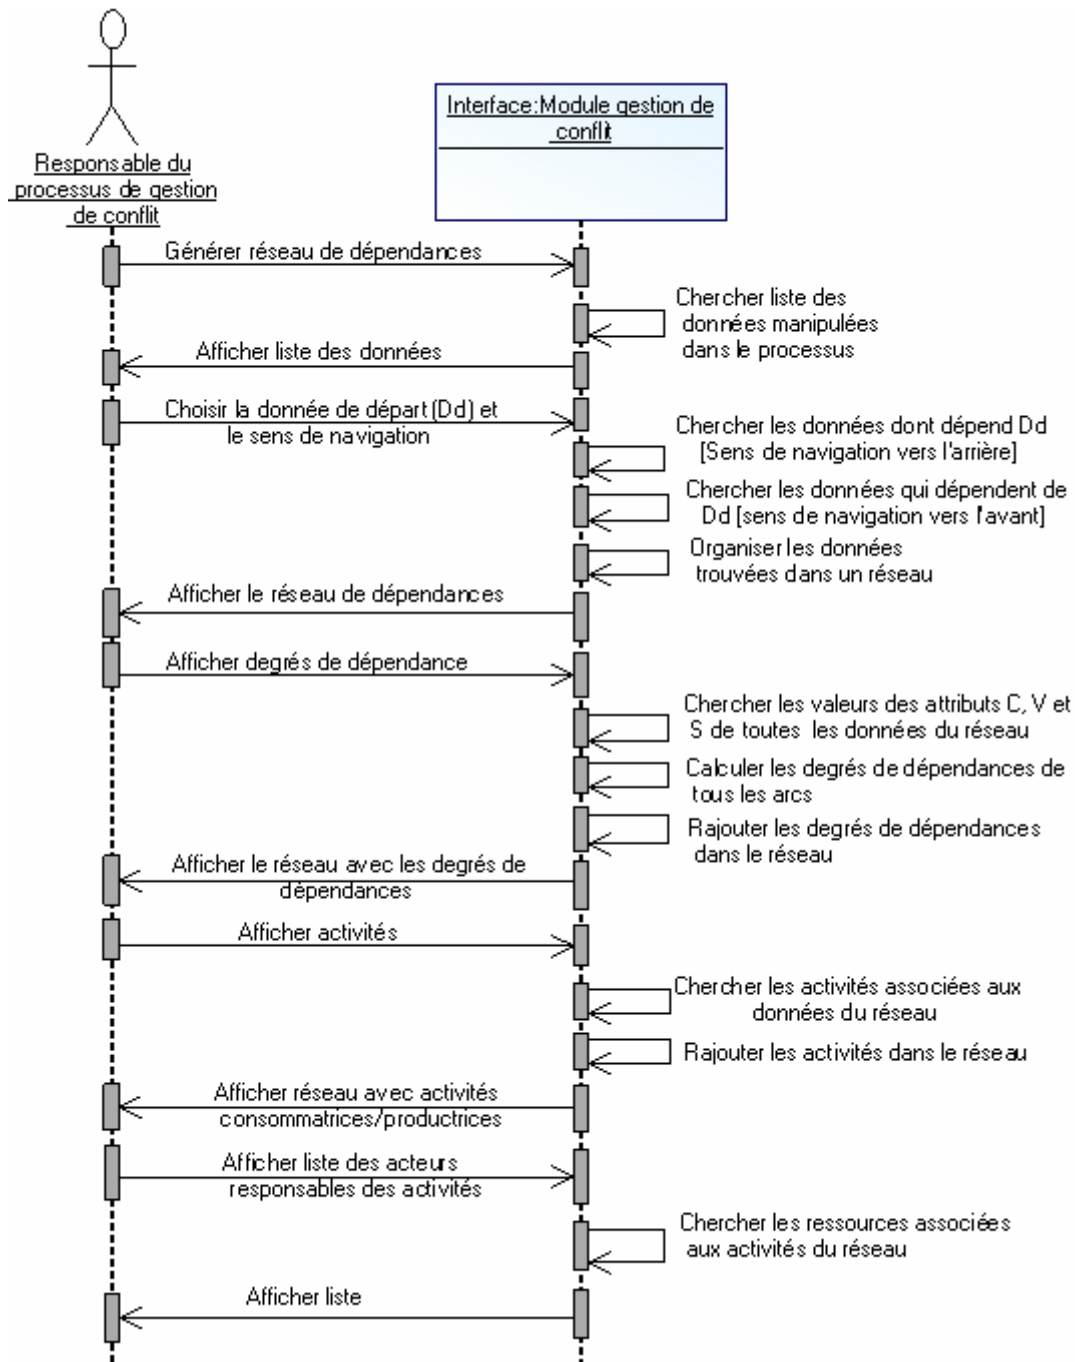 Responsable du
processus de gestion
de conflit
Interface:Module gestion de
conflit
Générer réseau de dépendances
Chercher liste des
données manipulées
dans le processus
Afficher liste des données
Choisir la donnée de départ (Dd) et
le sens de navigation
Chercher les données dont dépend Dd
[Sens de navigation vers l'arrière]
Chercher les données qui dépendent de
Dd [sens de navigation vers l'avant]
Organiser les données
trouvées dans un réseau
Afficher le réseau de dépendances
Afficher degrés de dépendance
Chercher les valeurs des attributs C, V et
S de toutes les données du réseau
Calculer les degrés de dépendances de
tous les arcs
Rajouter les degrés de dépendances
dans le réseau
Afficher le réseau avec les degrés de
dépendances
Afficher activités
Chercher les activités associées aux
données du réseau
Rajouter les activités dans le réseau
Afficher réseau avec activités
consommatrices/productrices
Afficher liste des acteurs
responsables des activités
Chercher les ressources associées
aux activités du réseau
Afficher liste